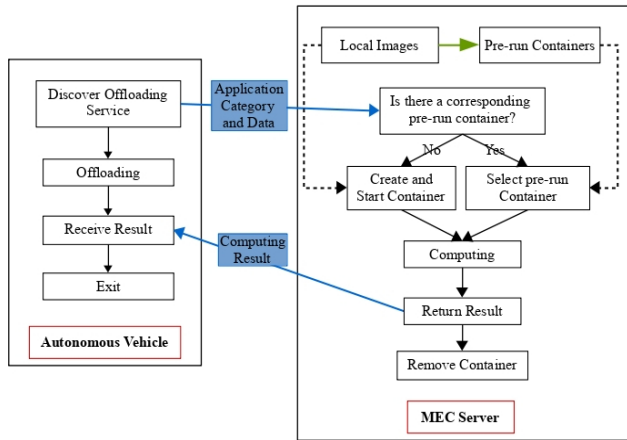 Discover Offloading
Service
Offloading
Receive Result
Exit
Autonomous Vehicle
Application
Category
and Data
Computing
Result
Local Images
Pre-run Containers
Is there a corresponding
pre-run container?
No
Yes
Create and
Start Container
Select pre-run
Container
Computing
Return Result
Remove Container
MEC Server